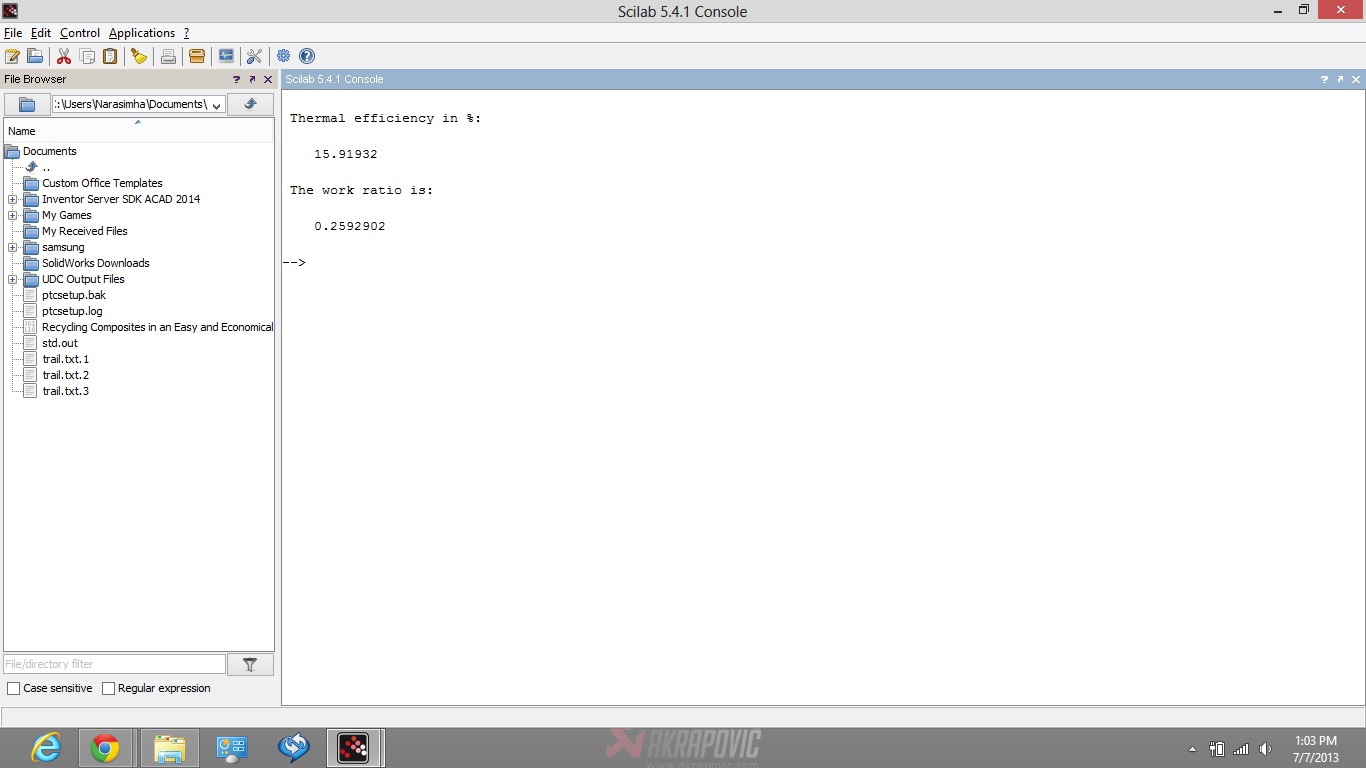 Scilab 5.4.1 Console
File Edit Control Applications ?
File Browser
Scilab 5.4.1 Console
:\Users\Narasimha\Documents\
Name
Documents
..
Custom Office Templates
Inventor Server SDK ACAD 2014
My Games
My Received Files
samsung
SolidWorks Downloads
UDC Output Files
ptcsetup.bak
ptcsetup.log
Recycling Composites in an Easy and Economical
std.out
trail.txt.1
trail.txt.2
trail.txt.3
File/directory filter
Case sensitive Regular expression
Thermal efficiency in %:
15.91932
The work ratio is:
0.2592902
-->
AKRAPOVIC
www.akrapovic.com
1:03 PM
7/7/2013